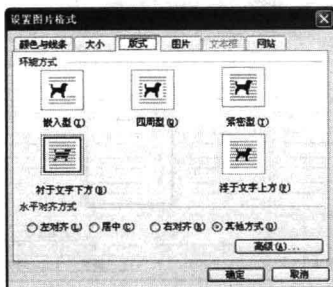 设置图片格式
颜色与线条 大小 版式 图片 文本框 网站
环绕方式
嵌入型(I) 四周型(Q) 紧密型(T)
衬于文字下方(B) 浮于文字上方(F)
水平对齐方式
左对齐(L) 居中(C) 右对齐(R) 其他方式(O)
高级(A)...
确定 取消